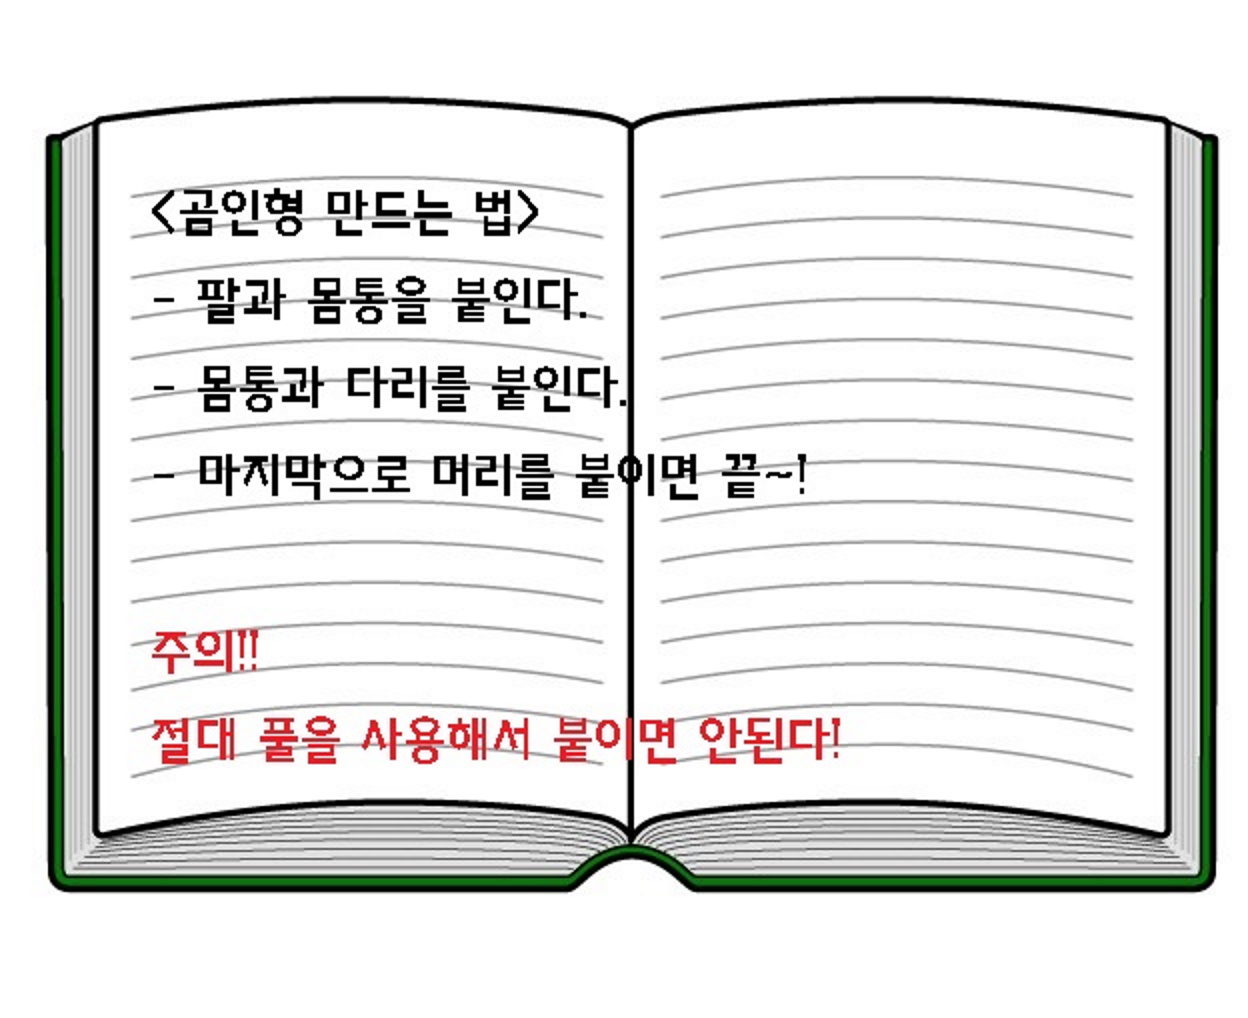 <곰인형 만드는 법>
- 팔과 몸통을 붙인다.
- 몸통과 다리를 붙인다.
- 마지막으로 머리를 붙이면 끝~!
주의!!
절대 풀을 사용해서 붙이면 안된다!